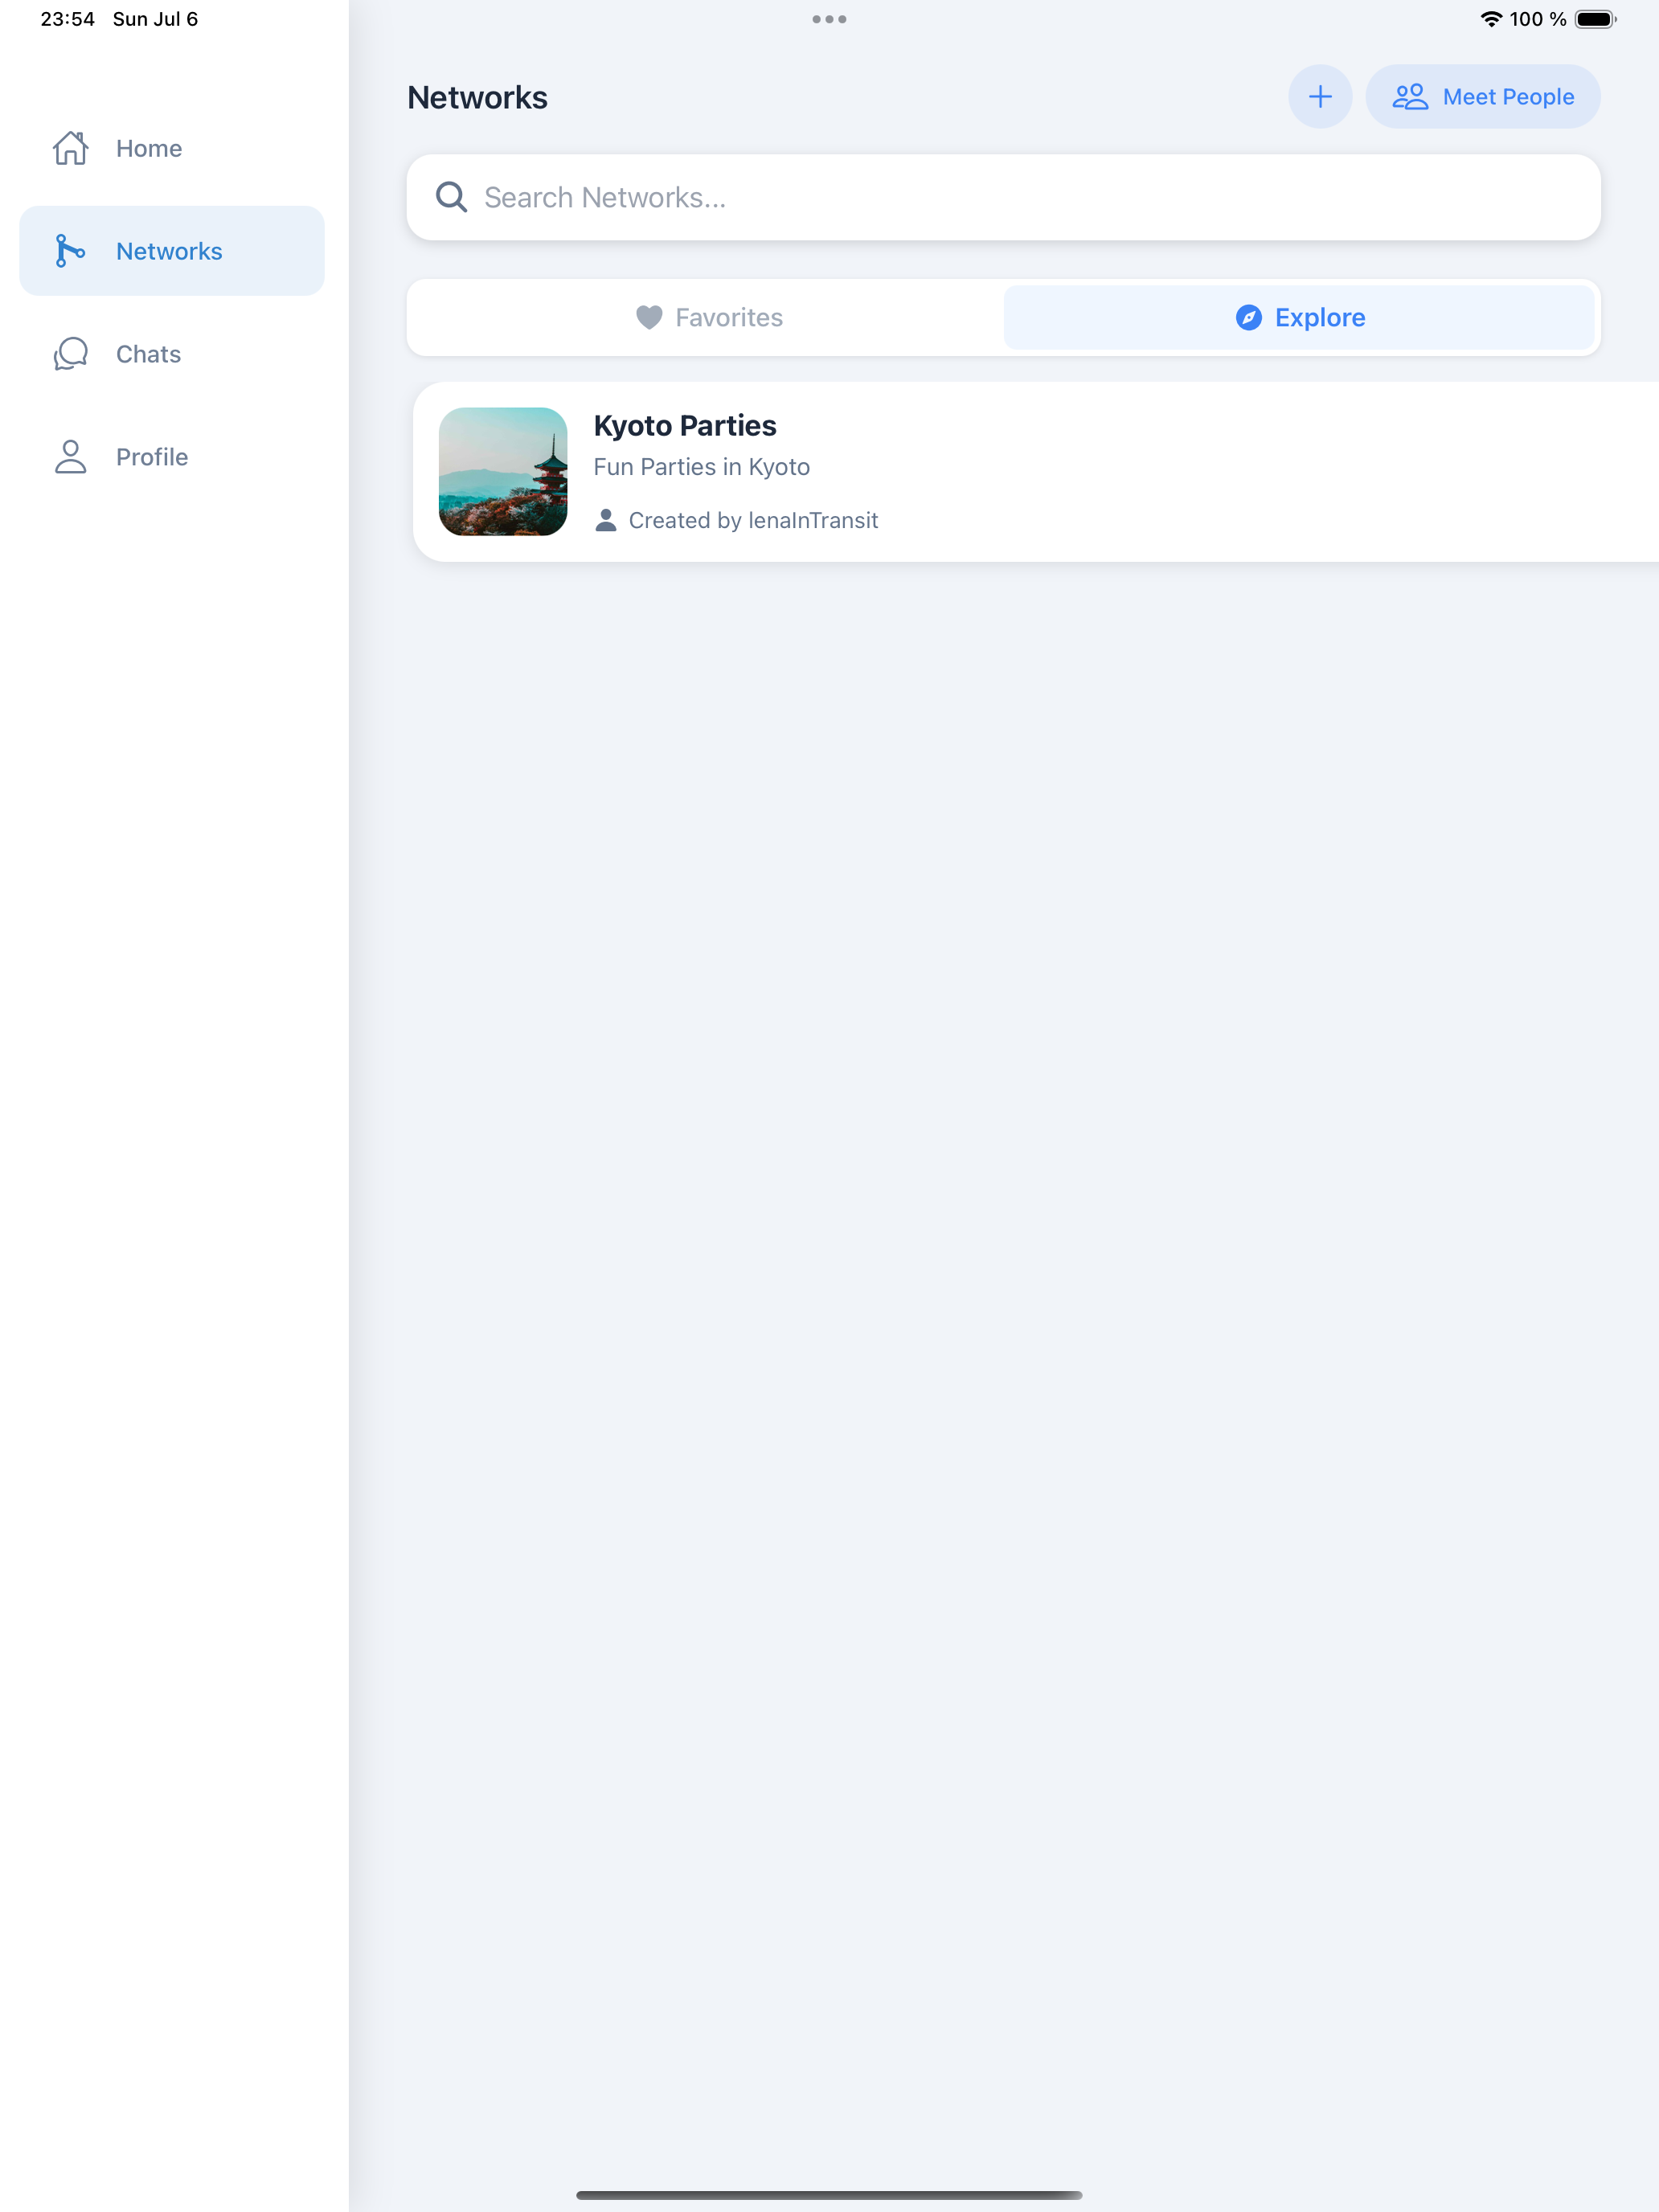 23:54 Sun Jul 6
100 %
Home
Networks
Chats
Profile
Networks
Meet People
Search Networks...
Favorites
Explore
Kyoto Parties
Fun Parties in Kyoto
Created by lenaInTransit